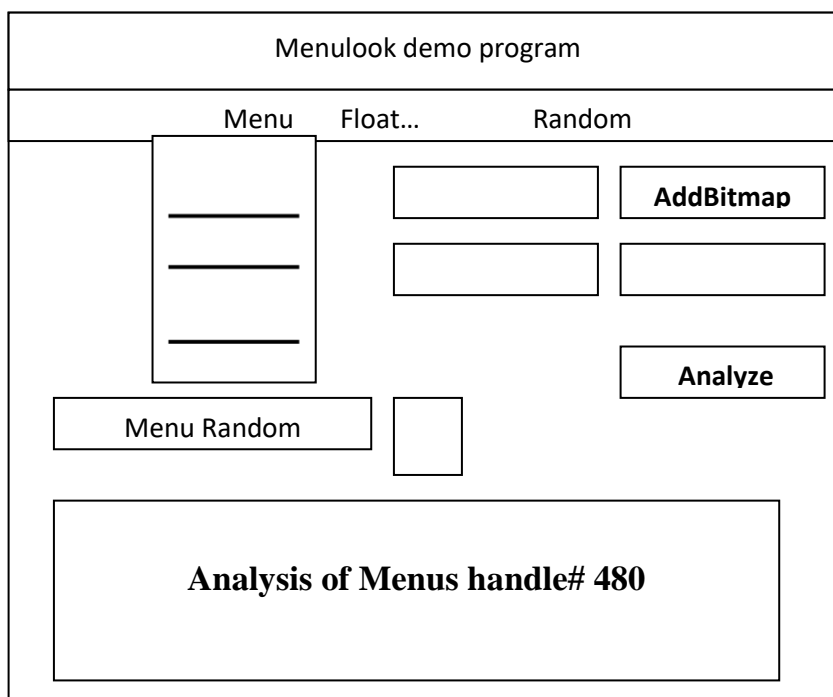 Menulook demo program
Menu Float... Random
AddBitmap
Analyze
Menu Random
Analysis of Menus handle# 480